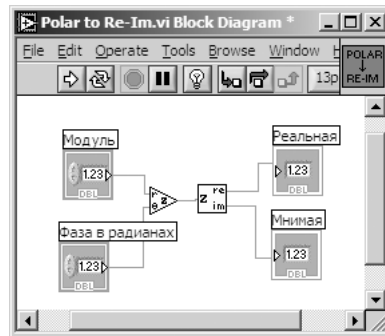 Polar to Re-Im.vi Block Diagram *
File Edit Operate Tools Browse Window H
POLAR
↓
RE-IM
13p
Модуль
1.23
DBL
Фаза в радианах
1.23
DBL
r
θ z
z re
im
Реальная
1.23
DBL
Мнимая
1.23
DBL